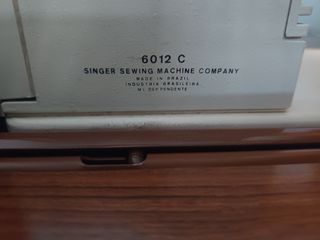 6012 C
SINGER SEWING MACHINE COMPANY
MADE IN BRAZIL
INDUSTRIA BRASILEIRA